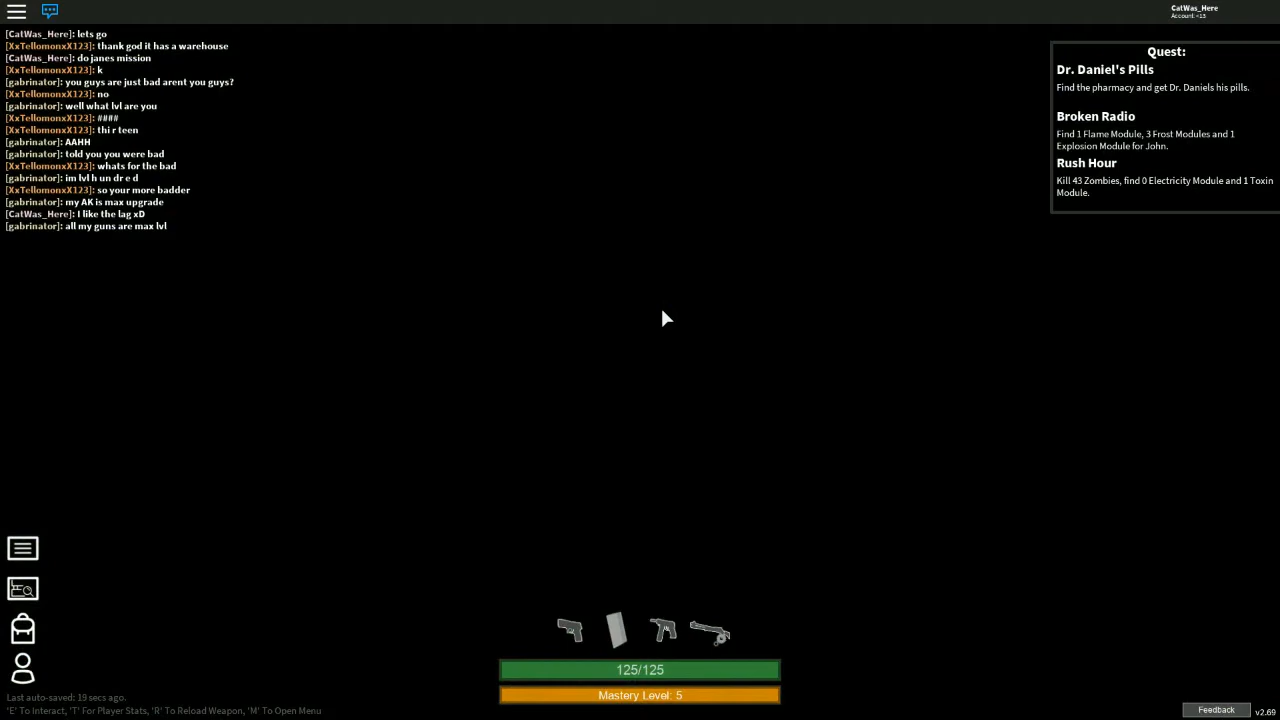 CatWas_Here
Account: <13
[CatWas_Here]: lets go
[XxTellomonxX123]: thank god it has a warehouse
[CatWas_Here]: do janes mission
[XxTellomonxX123]: k
[gabrinator]: you guys are just bad arent you guys?
[XxTellomonxX123]: no
[gabrinator]: well what lvl are you
[XxTellomonxX123]: ####
[XxTellomonxX123]: thi r teen
[gabrinator]: AAHH
[gabrinator]: told you you were bad
[XxTellomonxX123]: whats for the bad
[gabrinator]: im lvl h un dr e d
[XxTellomonxX123]: so your more badder
[gabrinator]: my AK is max upgrade
[CatWas_Here]: I like the lag xD
[gabrinator]: all my guns are max lvl
Quest:
Dr. Daniel's Pills
Find the pharmacy and get Dr. Daniels his pills.
Broken Radio
Find 1 Flame Module, 3 Frost Modules and 1
Explosion Module for John.
Rush Hour
Kill 43 Zombies, find 0 Electricity Module and 1 Toxin
Module.
125/125
Mastery Level: 5
Last auto-saved: 19 secs ago.
'E' To Interact, 'T' For Player Stats, 'R' To Reload Weapon, 'M' To Open Menu
Feedback
v2.69